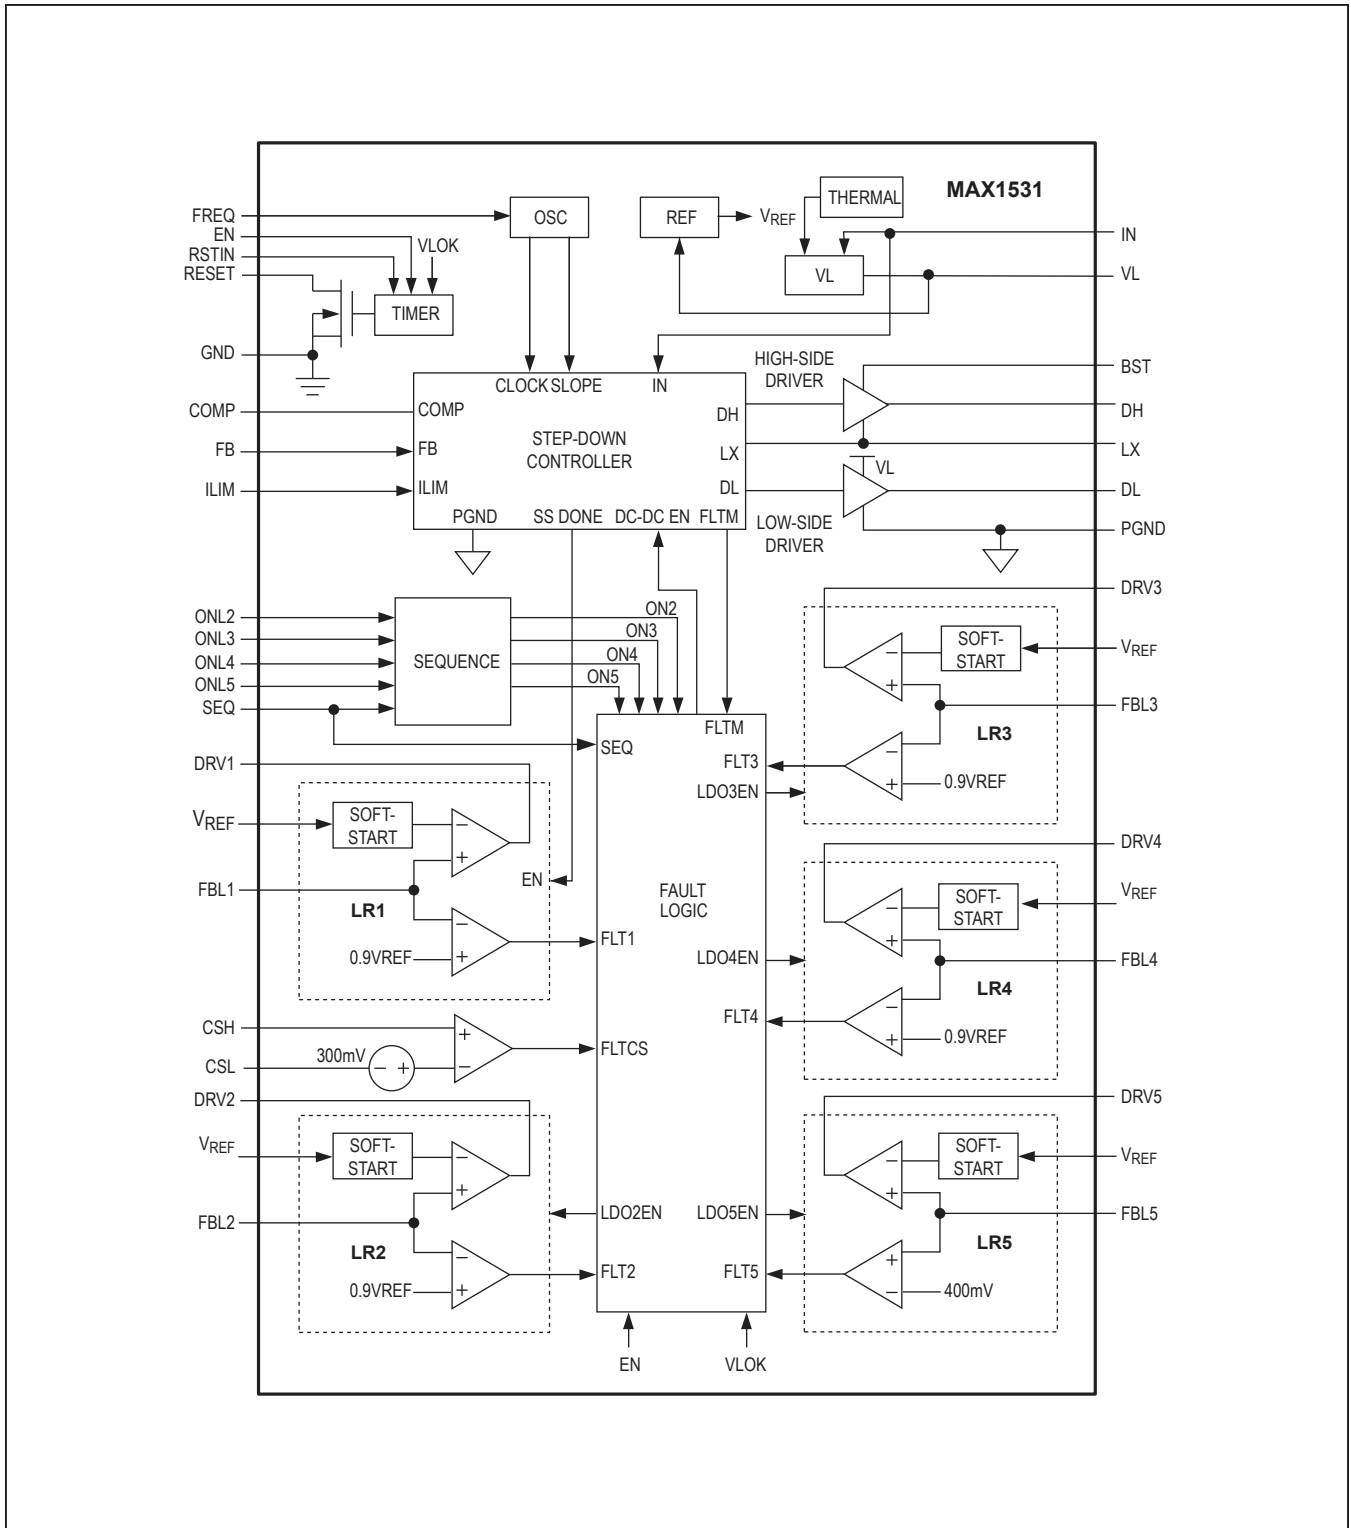 MAX1531
THERMAL
FREQ
OSC
REF
VREF
EN
IN
RSTIN
VLOK
RESET
VL
VL
TIMER
GND
HIGH-SIDE
DRIVER
BST
CLOCK SLOPE
IN
COMP
COMP
DH
DH
STEP-DOWN
CONTROLLER
FB
FB
LX
LX
VL
ILIM
ILIM
DL
DL
PGND
SS DONE
DC-DC EN
FLTM
LOW-SIDE
DRIVER
PGND
DRV3
ONL2
ON2
ONL3
ON3
SOFT-
START
VREF
ONL4
SEQUENCE
ON4
ONL5
ON5
SEQ
FBL3
FLTM
LR3
SEQ
DRV1
FLT3
0.9VREF
LDO3EN
VREF
SOFT-
START
DRV4
EN
FBL1
FAULT
LOGIC
SOFT-
START
VREF
LR1
FLT1
0.9VREF
LDO4EN
FBL4
LR4
FLT4
CSH
0.9VREF
FLTCS
300mV
CSL
DRV2
DRV5
VREF
SOFT-
START
SOFT-
START
VREF
LDO2EN
LDO5EN
FBL2
FBL5
LR2
LR5
FLT2
FLT5
0.9VREF
400mV
EN
VLOK